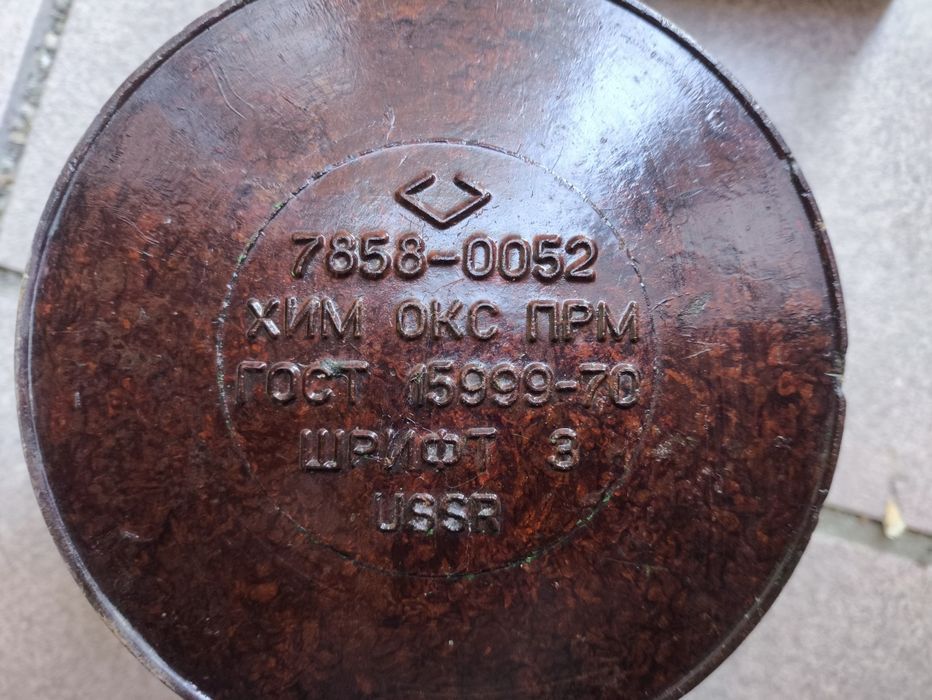 7858-0052
ХИМ ОКС ПРМ
ГОСТ 15999-70
ШРИФТ 3
USSR